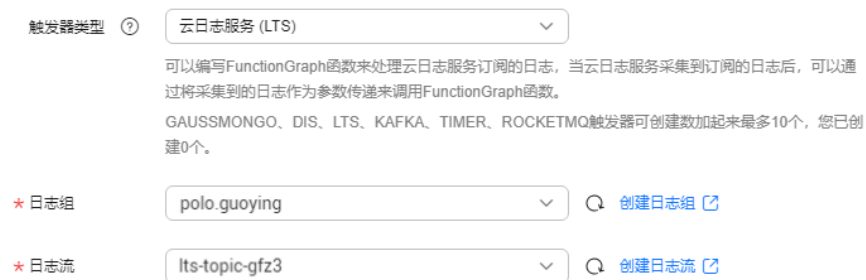 触发器类型 云日志服务 (LTS)
可以编写FunctionGraph函数来处理云日志服务订阅的日志，当云日志服务采集到订阅的日志后，可以通
过将采集到的日志作为参数传递来调用FunctionGraph函数。
GAUSSMONGO、DIS、LTS、KAFKA、TIMER、ROCKETMQ触发器可创建数加起来最多10个，您已创
建0个。
* 日志组 polo.guoying 创建日志组
* 日志流 lts-topic-gfz3 创建日志流